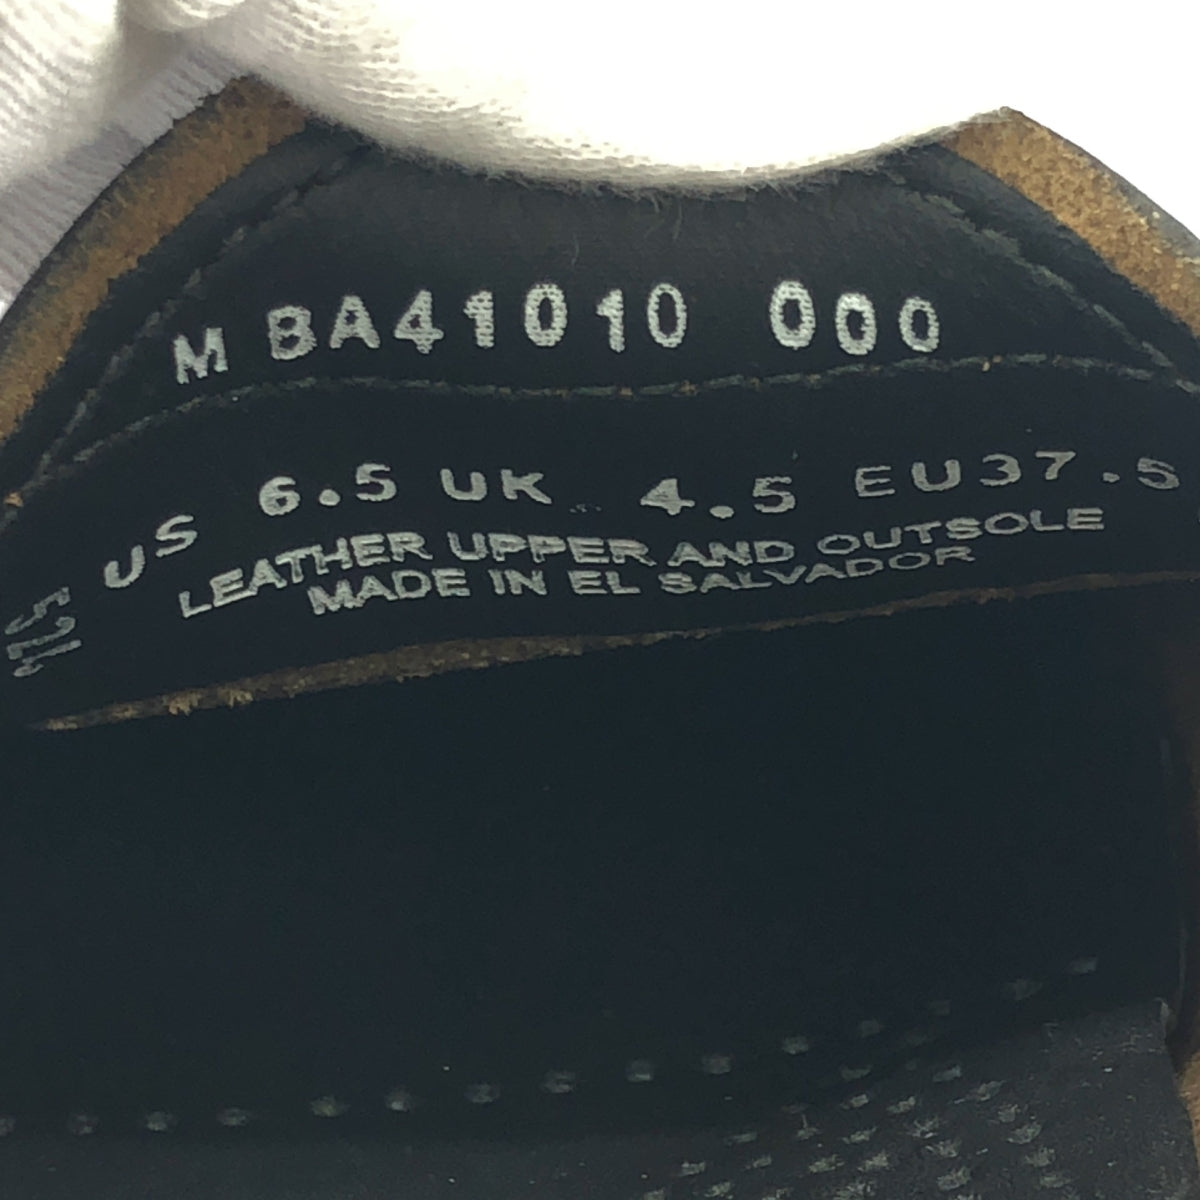 M BA41010 000
US 6.5 UK 4.5 EU37.5
LEATHER UPPER AND OUTSOLE
MADE IN EL SALVADOR